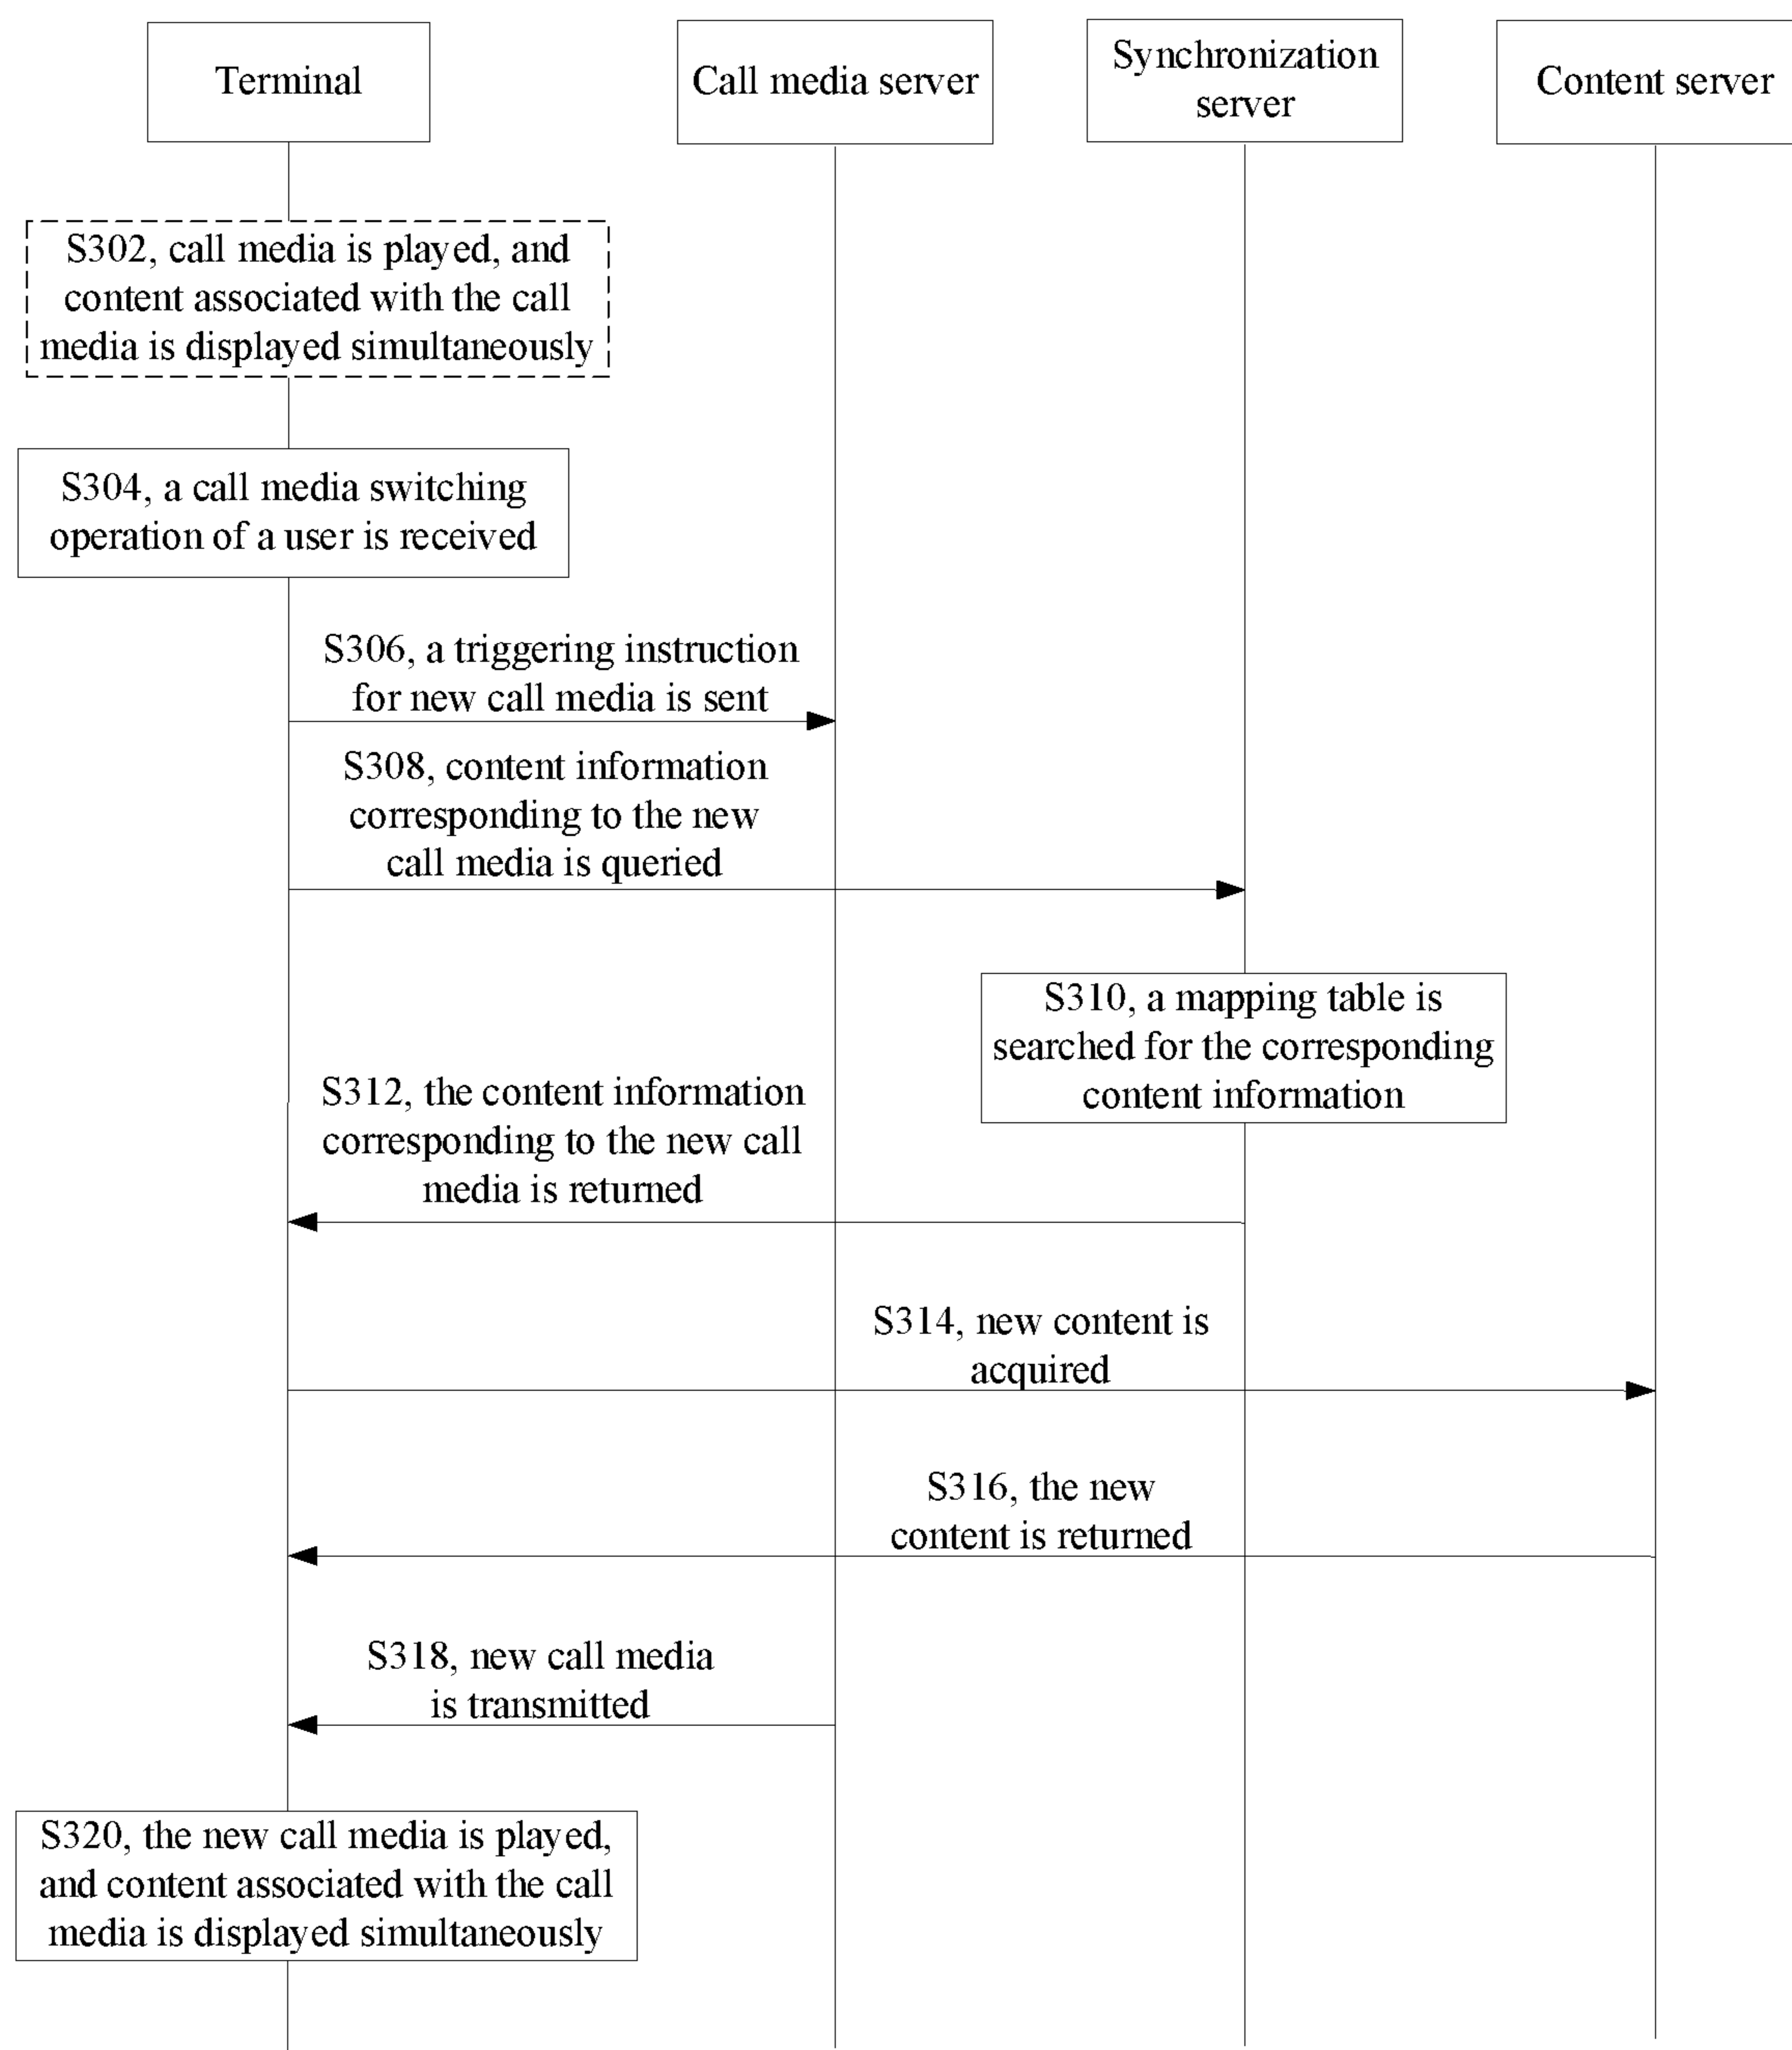 Terminal
Call media server
Synchronization
server
Content server
S302, call media is played, and
content associated with the call
media is displayed simultaneously
S304, a call media switching
operation of a user is received
S306, a triggering instruction
for new call media is sent
S308, content information
corresponding to the new
call media is queried
S310, a mapping table is
searched for the corresponding
content information
S312, the content information
corresponding to the new call
media is returned
S314, new content is
acquired
S316, the new
content is returned
S318, new call media
is transmitted
S320, the new call media is played,
and content associated with the call
media is displayed simultaneously